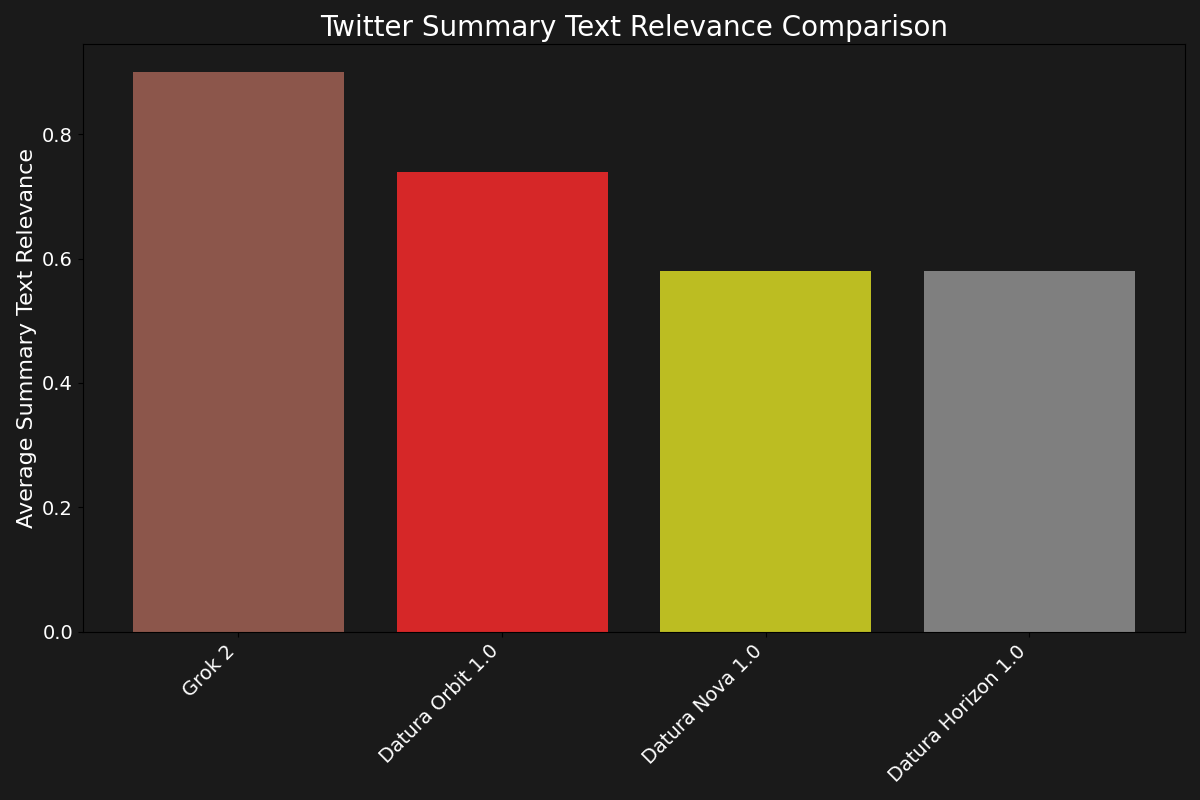 Twitter Summary Text Relevance Comparison
Average Summary Text Relevance
0.8
0.6
0.4
0.2
0.0
Grok 2
Datura Orbit 1.0
Datura Nova 1.0
Datura Horizon 1.0